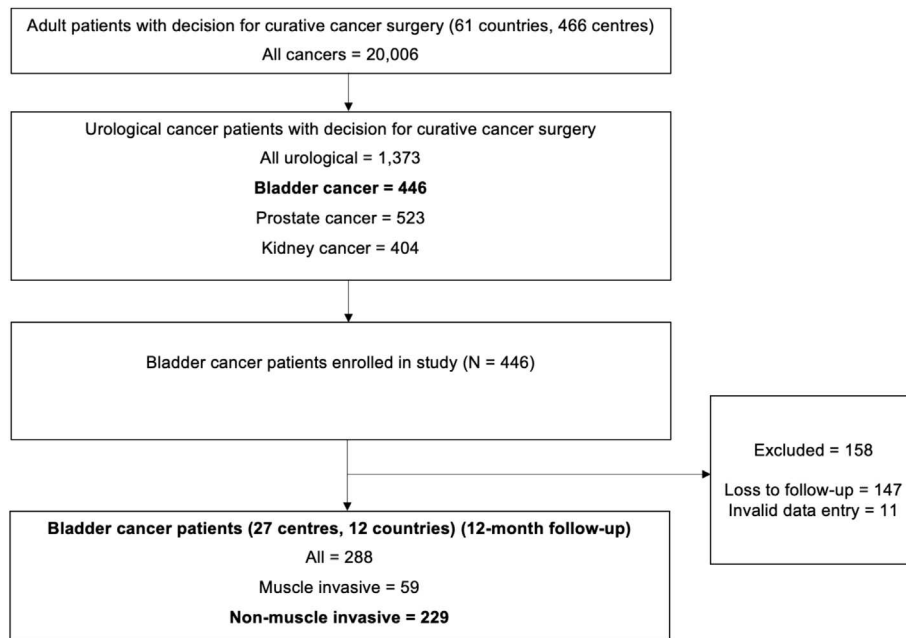 Adult patients with decision for curative cancer surgery (61 countries, 466 centres)
All cancers = 20,006
Urological cancer patients with decision for curative cancer surgery
All urological = 1,373
Bladder cancer = 446
Prostate cancer = 523
Kidney cancer = 404
Bladder cancer patients enrolled in study (N = 446)
Excluded = 158
Loss to follow-up = 147
Invalid data entry = 11
Bladder cancer patients (27 centres, 12 countries) (12-month follow-up)
All = 288
Muscle invasive = 59
Non-muscle invasive = 229